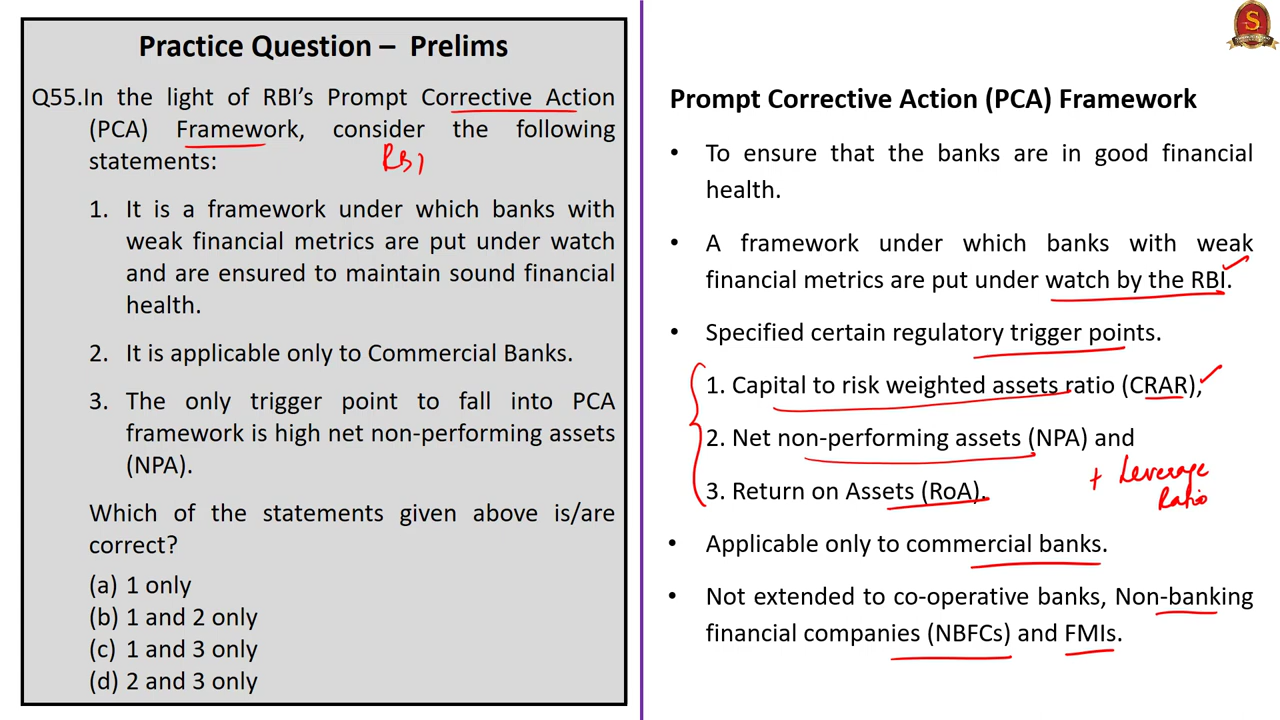 Practice Question – Prelims
Q55.In the light of RBI's Prompt Corrective Action
(PCA) Framework, consider the following
statements:
RBI
1. It is a framework under which banks with
weak financial metrics are put under watch
and are ensured to maintain sound financial
health.
2. It is applicable only to Commercial Banks.
3. The only trigger point to fall into PCA
framework is high net non-performing assets
(NPA).
Which of the statements given above is/are
correct?
(a) 1 only
(b) 1 and 2 only
(c) 1 and 3 only
(d) 2 and 3 only
S
Prompt Corrective Action (PCA) Framework
• To ensure that the banks are in good financial
health.
• A framework under which banks with weak
financial metrics are put under watch by the RBI.
• Specified certain regulatory trigger points.
1. Capital to risk weighted assets ratio (CRAR),
2. Net non-performing assets (NPA) and
3. Return on Assets (RoA).
+ Leverage
Ratio
• Applicable only to commercial banks.
• Not extended to co-operative banks, Non-banking
financial companies (NBFCs) and FMIs.